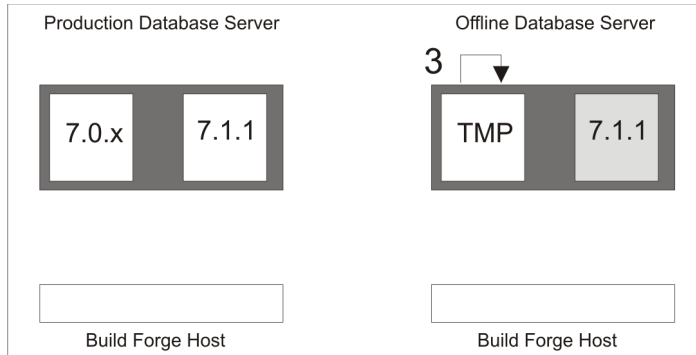 Production Database Server
Offline Database Server
3
7.0.x
7.1.1
TMP
7.1.1
Build Forge Host
Build Forge Host